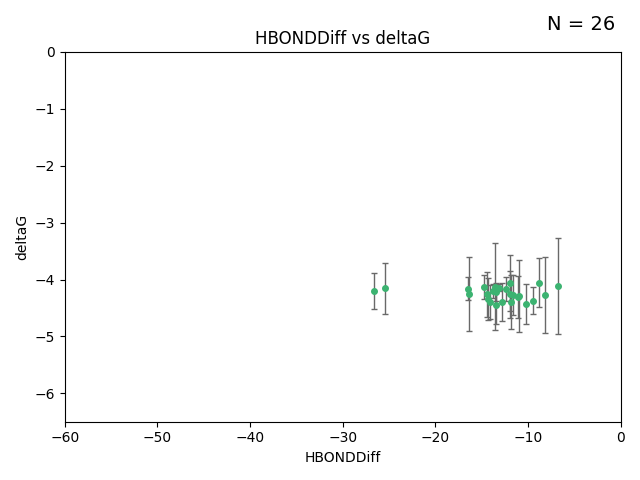 N = 26
HBONDDiff vs deltaG
0
−1
−2
−3
−4
−5
−6
deltaG
−60 −50 −40 −30 −20 −10 0
HBONDDiff